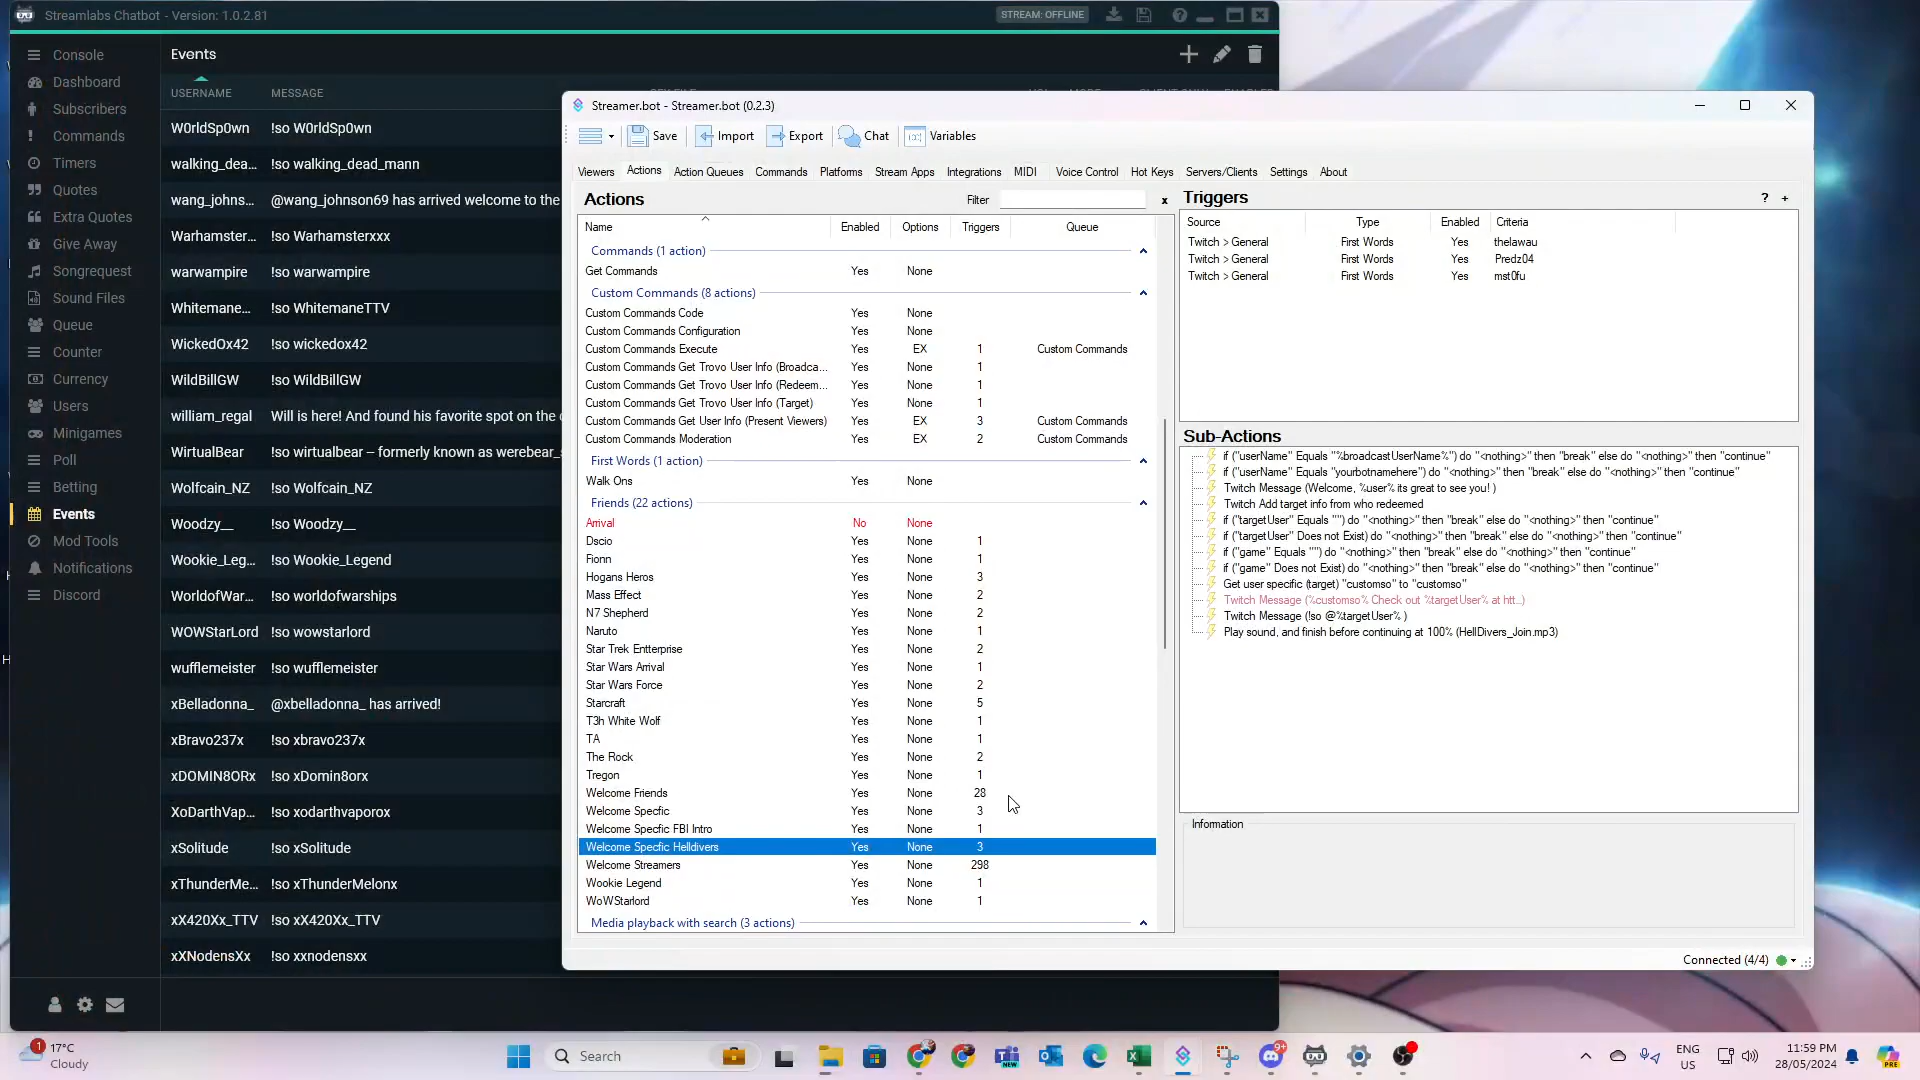 Streamlabs Chatbot - Version: 1.0.2.81
STREAM: OFFLINE
Console
Dashboard
Subscribers
Commands
Timers
Quotes
Extra Quotes
Give Away
Songrequest
Sound Files
Queue
Counter
Currency
Users
Minigames
Poll
Betting
Events
Mod Tools
Notifications
Discord
Events
USERNAME MESSAGE
W0rldSp0wn !so W0rldSp0wn
walking_dea... !so walking_dead_mann
wang_johns... @wang_johnson69 has arrived welcome to the
Warhamster... !so Warhamsterxxx
warwampire !so warwampire
Whitemane... !so WhitemaneTTV
WickedOx42 !so wickedox42
WildBillGW !so WildBillGW
william_regal Will is here! And found his favorite spot on the
WirtualBear !so wirtualbear – formerly known as werebear_s
Wolfcain_NZ !so Wolfcain_NZ
Woodzy__ !so Woodzy__
Wookie_Leg... !so Wookie_Legend
WorldofWar... !so worldofwarships
WOWStarLord !so wowstarlord
wufflemeister !so wufflemeister
xBelladonna_ @xbelladonna_ has arrived!
xBravo237x !so xbravo237x
xDOMIN8ORx !so xDomin8orx
XoDarthVap... !so xodarthvaporox
xSolitude !so xSolitude
xThunderMe... !so xThunderMelonx
xX420Xx_TTV !so xX420Xx_TTV
xXNodensXx !so xxnodensxx
Streamer.bot - Streamer.bot (0.2.3)
Save Import Export Chat Variables
Viewers Actions Action Queues Commands Platforms Stream Apps Integrations MIDI Voice Control Hot Keys Servers/Clients Settings About
Actions Filter x
Name Enabled Options Triggers Queue
Commands (1 action)
Get Commands Yes None
Custom Commands (8 actions)
Custom Commands Code Yes None
Custom Commands Configuration Yes None
Custom Commands Execute Yes EX 1 Custom Commands
Custom Commands Get Trovo User Info (Broadca... Yes None 1
Custom Commands Get Trovo User Info (Redeem... Yes None 1
Custom Commands Get Trovo User Info (Target) Yes None 1
Custom Commands Get User Info (Present Viewers) Yes EX 3 Custom Commands
Custom Commands Moderation Yes EX 2 Custom Commands
First Words (1 action)
Walk Ons Yes None
Friends (22 actions)
Arrival No None
Dscio Yes None 1
Fionn Yes None 1
Hogans Heros Yes None 3
Mass Effect Yes None 2
N7 Shepherd Yes None 2
Naruto Yes None 1
Star Trek Entterprise Yes None 2
Star Wars Arrival Yes None 1
Star Wars Force Yes None 2
Starcraft Yes None 5
T3h White Wolf Yes None 1
TA Yes None 1
The Rock Yes None 2
Tregon Yes None 1
Welcome Friends Yes None 28
Welcome Specfic Yes None 3
Welcome Specfic FBI Intro Yes None 1
Welcome Specfic Helldivers Yes None 3
Welcome Streamers Yes None 298
Wookie Legend Yes None 1
WoWStarlord Yes None 1
Media playback with search (3 actions)
Triggers ? +
Source Type Enabled Criteria
Twitch > General First Words Yes thelawau
Twitch > General First Words Yes Predz04
Twitch > General First Words Yes mst0fu
Sub-Actions
if ("userName" Equals "%broadcastUserName%") do "<nothing>" then "break" else do "<nothing>" then "continue"
if ("userName" Equals "yourbotnamehere") do "<nothing>" then "break" else do "<nothing>" then "continue"
Twitch Message (Welcome, %user% its great to see you! )
Twitch Add target info from who redeemed
if ("targetUser" Equals "") do "<nothing>" then "break" else do "<nothing>" then "continue"
if ("targetUser" Does not Exist) do "<nothing>" then "break" else do "<nothing>" then "continue"
if ("game" Equals "") do "<nothing>" then "break" else do "<nothing>" then "continue"
if ("game" Does not Exist) do "<nothing>" then "break" else do "<nothing>" then "continue"
Get user specific (target) "customso" to "customso"
Twitch Message (%customso% Check out %targetUser% at htt...)
Twitch Message (!so @%targetUser% )
Play sound, and finish before continuing at 100% (HellDivers_Join.mp3)
Information
Connected (4/4)
1
17°C
Cloudy
Search
NEW
9+
ENG
US
11:59 PM
28/05/2024
PRE